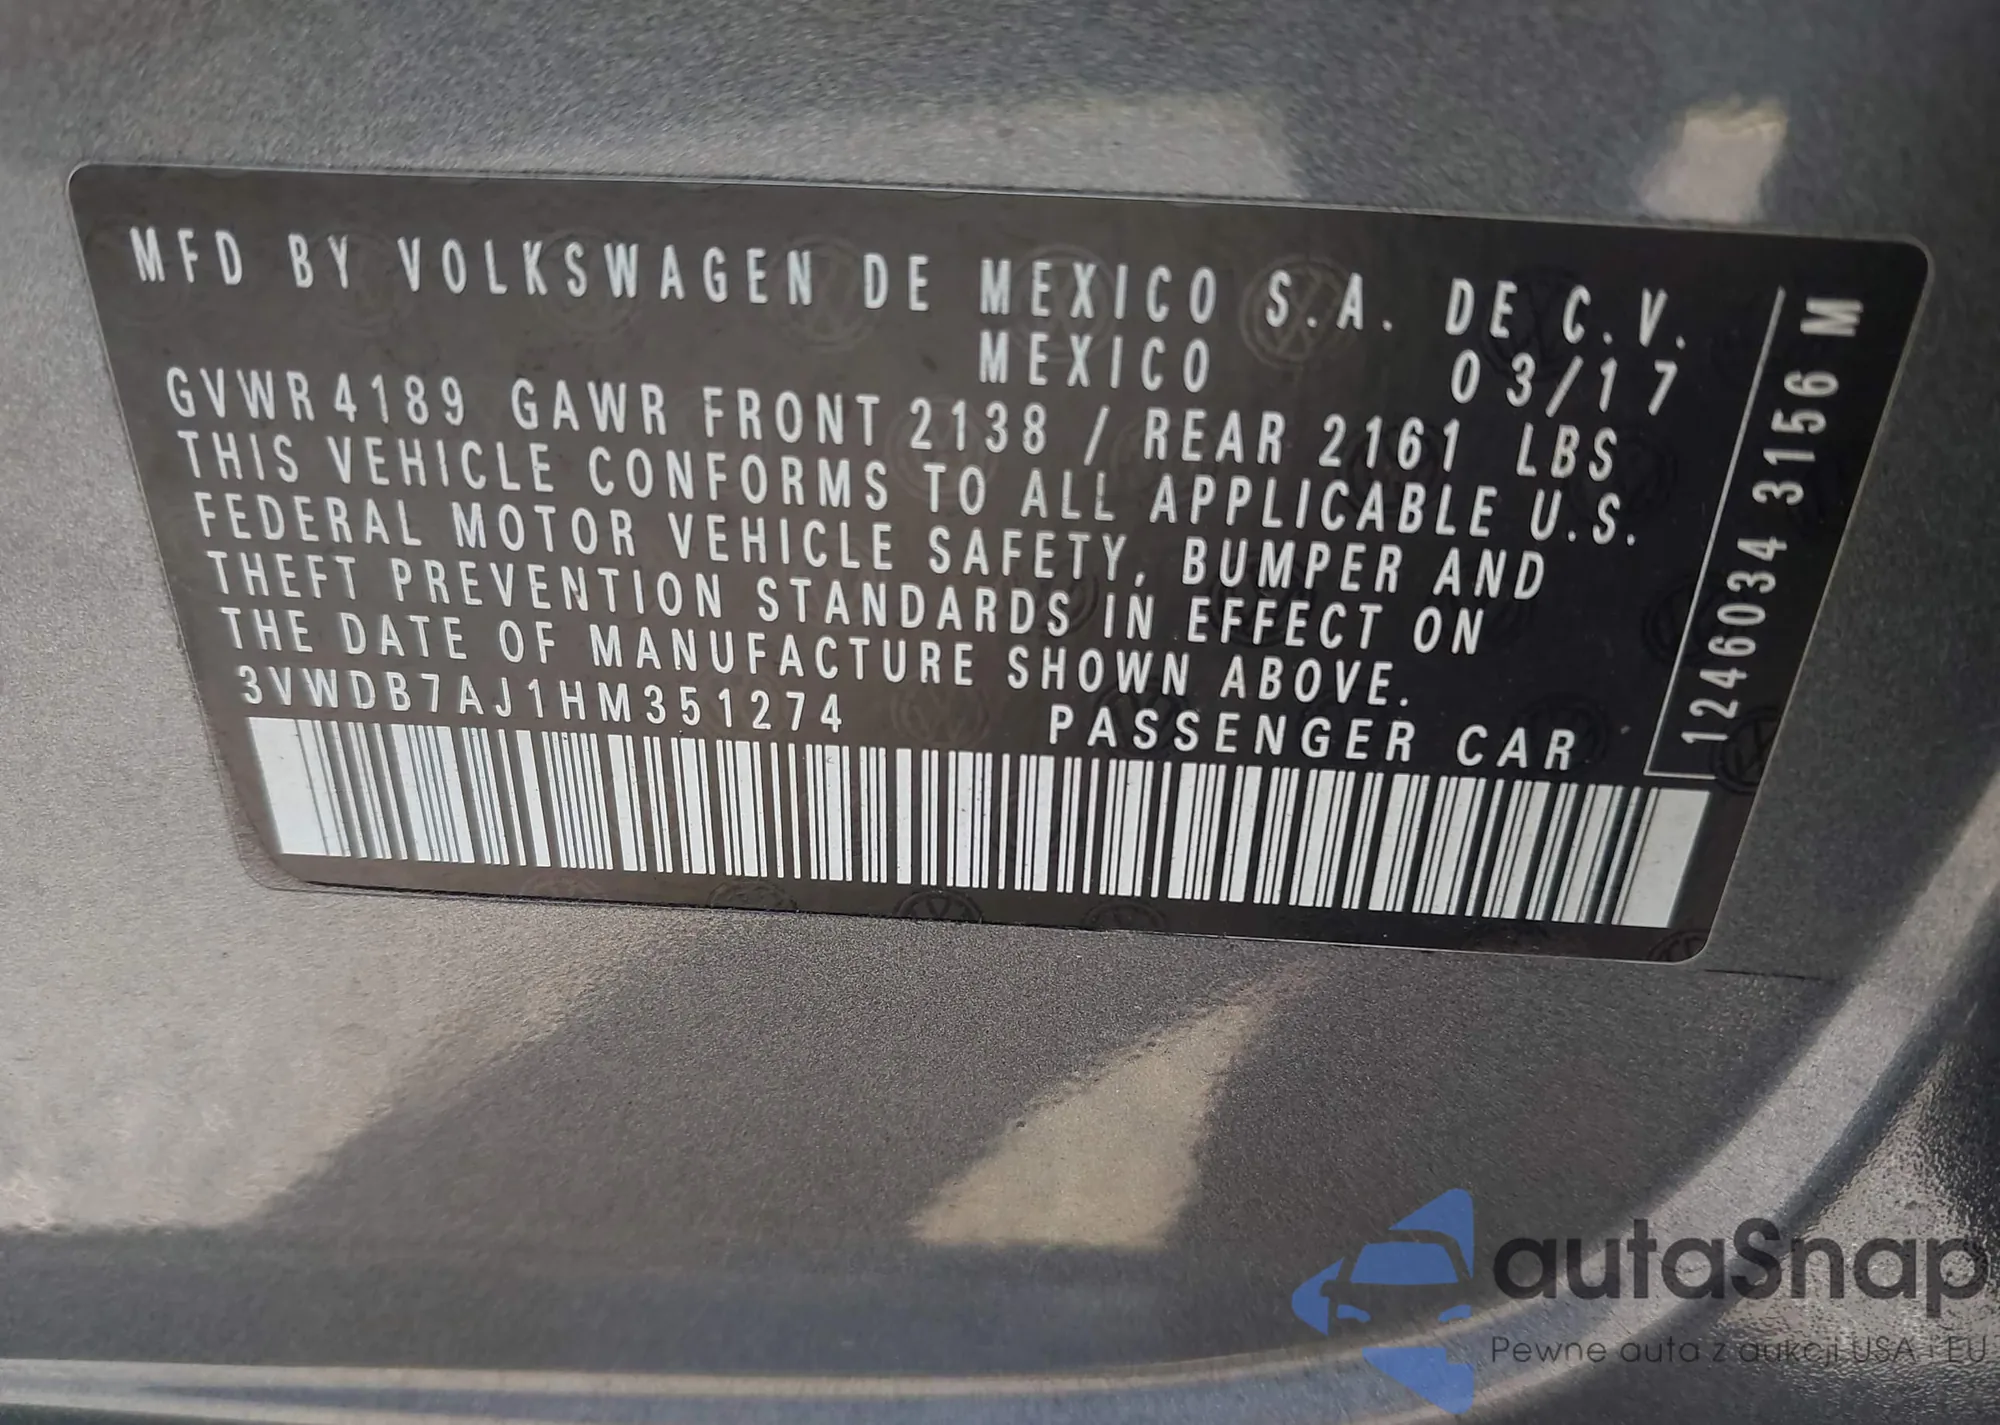 MFD BY VOLKSWAGEN DE MEXICO S.A. DE C.V.
MEXICO 03/17
GVWR 4189 GAWR FRONT 2138 / REAR 2161 LBS
THIS VEHICLE CONFORMS TO ALL APPLICABLE U.S.
FEDERAL MOTOR VEHICLE SAFETY, BUMPER AND
THEFT PREVENTION STANDARDS IN EFFECT ON
THE DATE OF MANUFACTURE SHOWN ABOVE.
3VWDB7AJ1HM351274 PASSENGER CAR
1246034 3156 M
autaSnap
Pewne auta z aukcji USA i EU